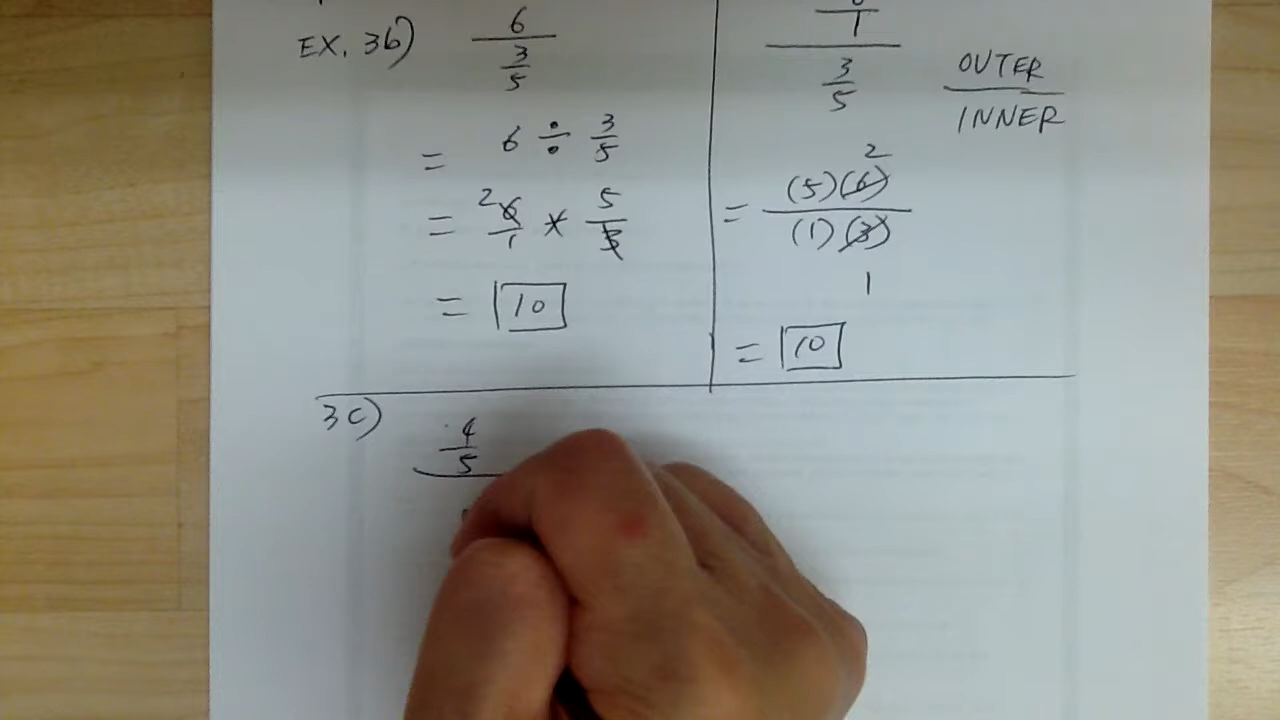 EX. 3b)
6
3
5
= 6 ÷ 3
5
= 2 6 * 5
1 3
= 10
1
3
5
OUTER
INNER
2
= (5)(6)
(1)(3)
1
= 10
3c)
4
5